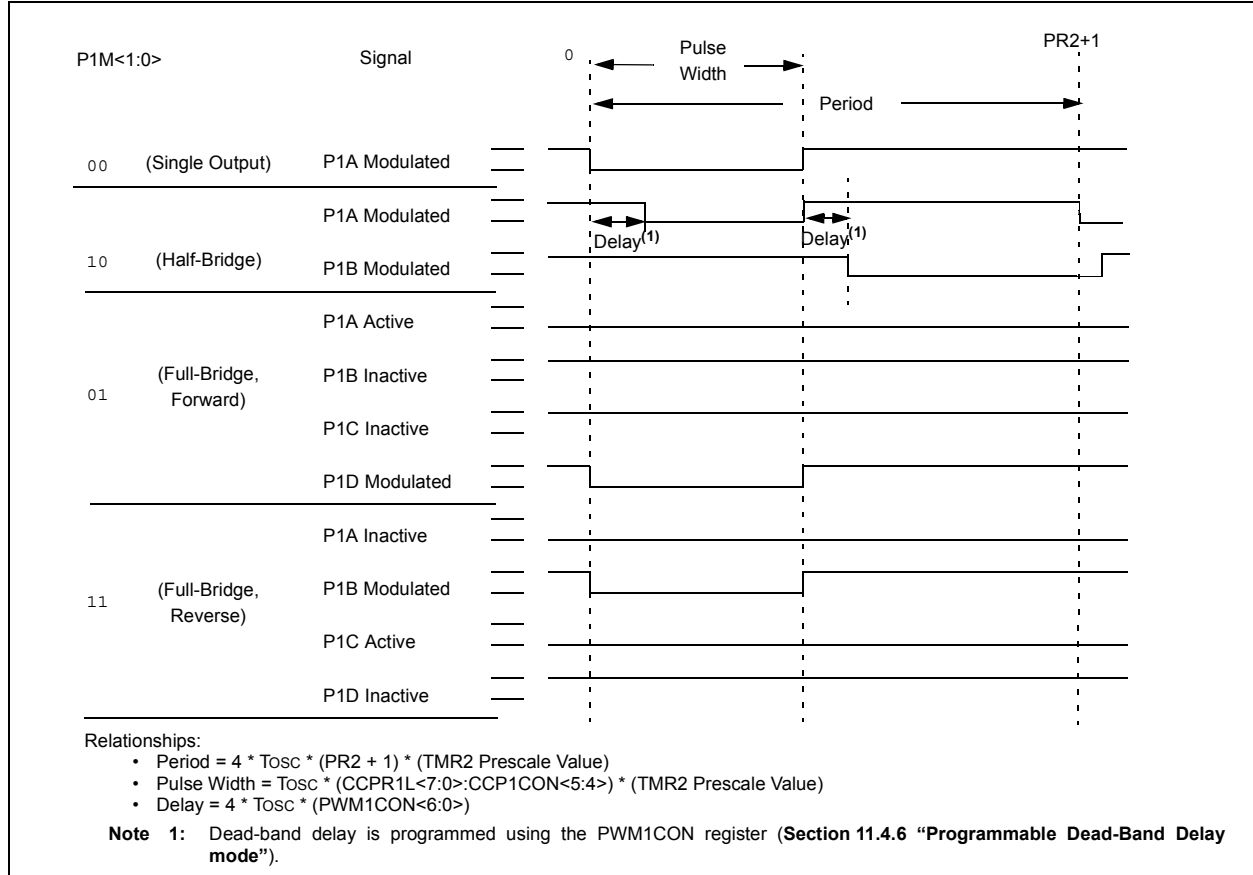 P1M<1:0> Signal 0 Pulse Width PR2+1
Period
00 (Single Output) P1A Modulated
P1A Modulated
Delay(1) Delay(1)
10 (Half-Bridge) P1B Modulated
P1A Active
01 (Full-Bridge, Forward) P1B Inactive
P1C Inactive
P1D Modulated
P1A Inactive
11 (Full-Bridge, Reverse) P1B Modulated
P1C Active
P1D Inactive
Relationships:
• Period = 4 * TOSC * (PR2 + 1) * (TMR2 Prescale Value)
• Pulse Width = TOSC * (CCPR1L<7:0>:CCP1CON<5:4>) * (TMR2 Prescale Value)
• Delay = 4 * TOSC * (PWM1CON<6:0>)
Note 1: Dead-band delay is programmed using the PWM1CON register (Section 11.4.6 “Programmable Dead-Band Delay
mode”).